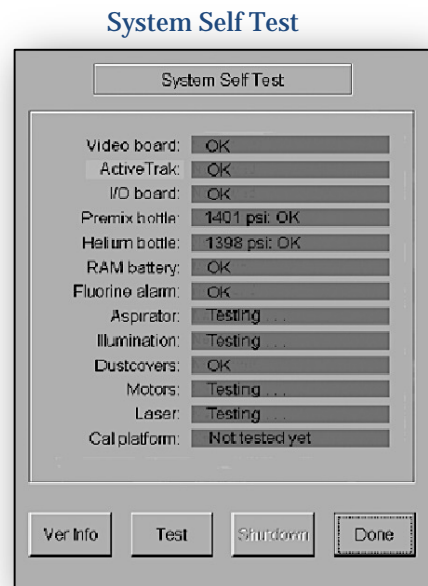 System Self Test
System Self Test
Video board: OK
ActiveTrak: OK
I/O board: OK
Premix bottle: 1401 psi: OK
Helium bottle: 1398 psi: OK
RAM battery: OK
Fluorine alarm: OK
Aspirator: Testing . . .
Illumination: Testing . . .
Dustcovers: OK
Motors: Testing . . .
Laser: Testing . . .
Cal platform: Not tested yet
Ver Info Test Shutdown Done